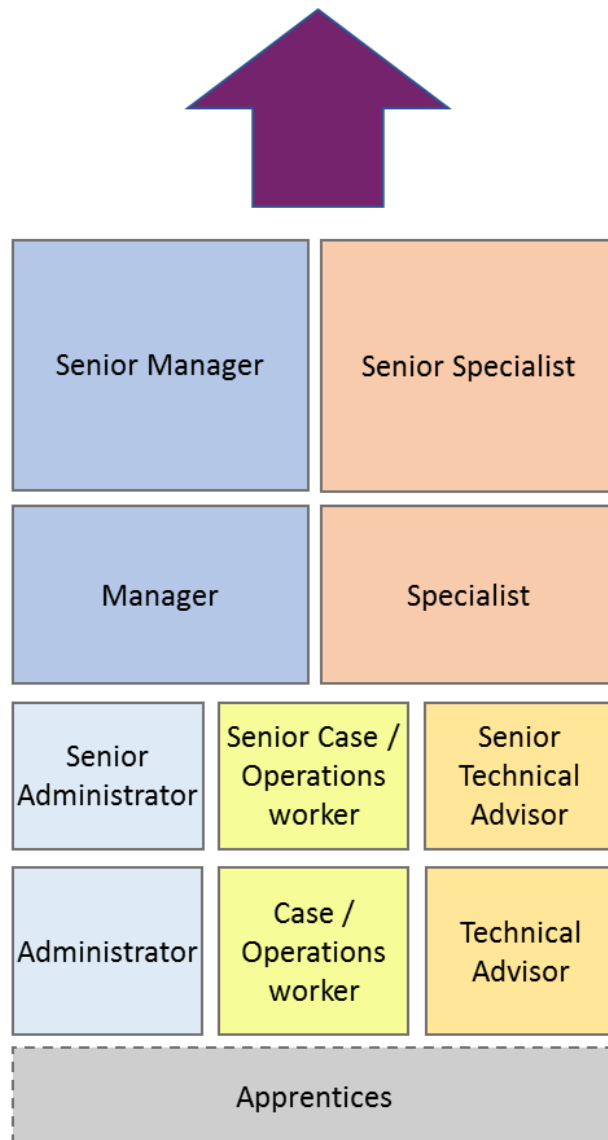 Senior Manager
Senior Specialist
Manager
Specialist
Senior
Administrator
Senior Case /
Operations
worker
Senior
Technical
Advisor
Administrator
Case /
Operations
worker
Technical
Advisor
Apprentices